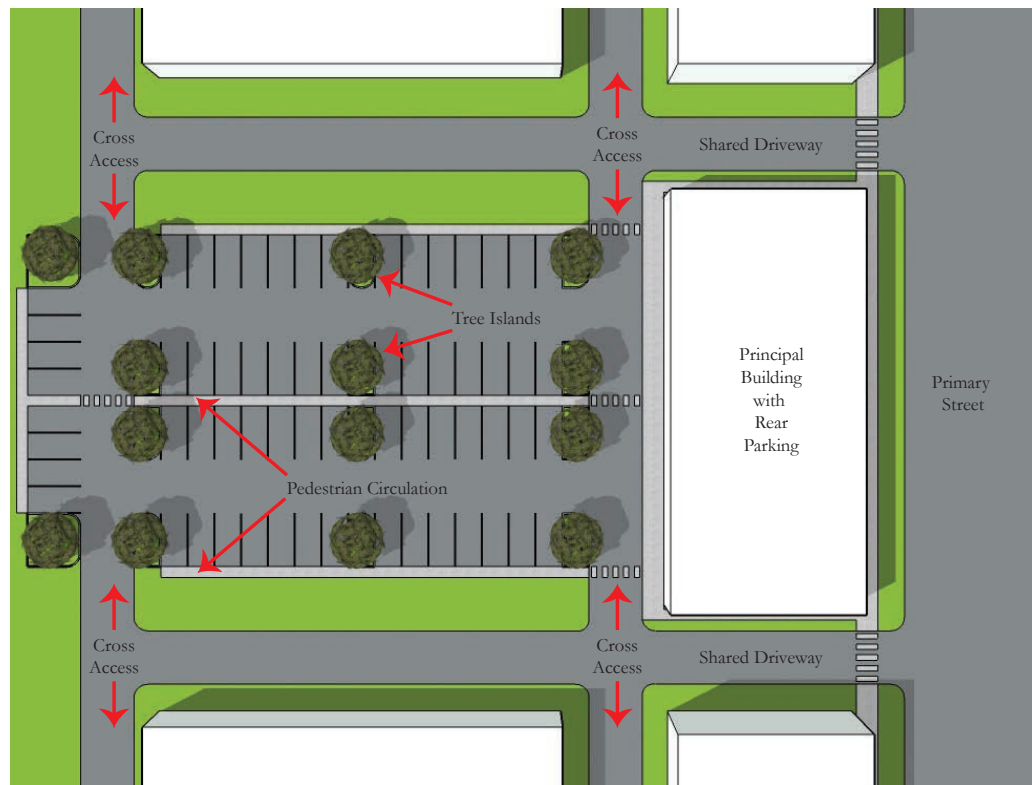 Cross
Access
Cross
Access
Shared Driveway
Tree Islands
Principal
Building
with
Rear
Parking
Primary
Street
Pedestrian Circulation
Cross
Access
Cross
Access
Shared Driveway